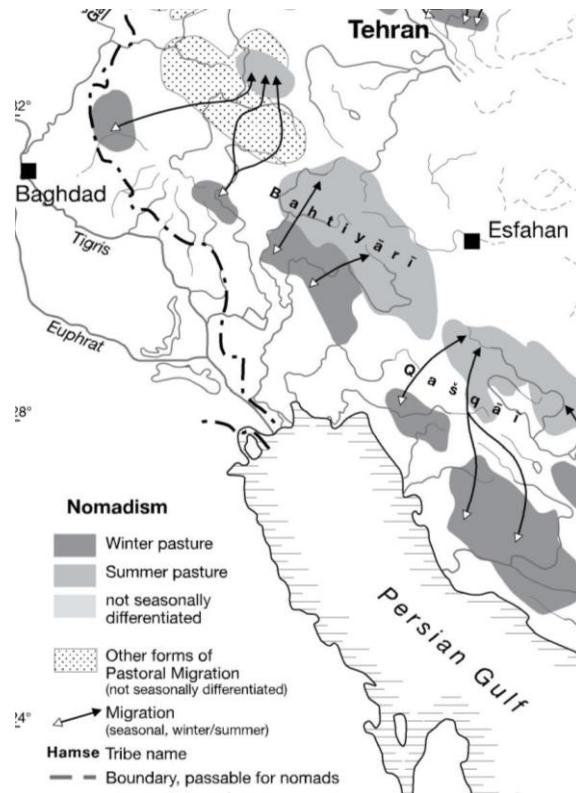 Tehran
32°
Baghdad
Tigris
Euphrat
Bahtiyārī
Esfahan
Qašqāī
28°
Persian Gulf
24°
Nomadism
Winter pasture
Summer pasture
not seasonally
differentiated
Other forms of
Pastoral Migration
(not seasonally differentiated)
Migration
(seasonal, winter/summer)
Hamse Tribe name
Boundary, passable for nomads